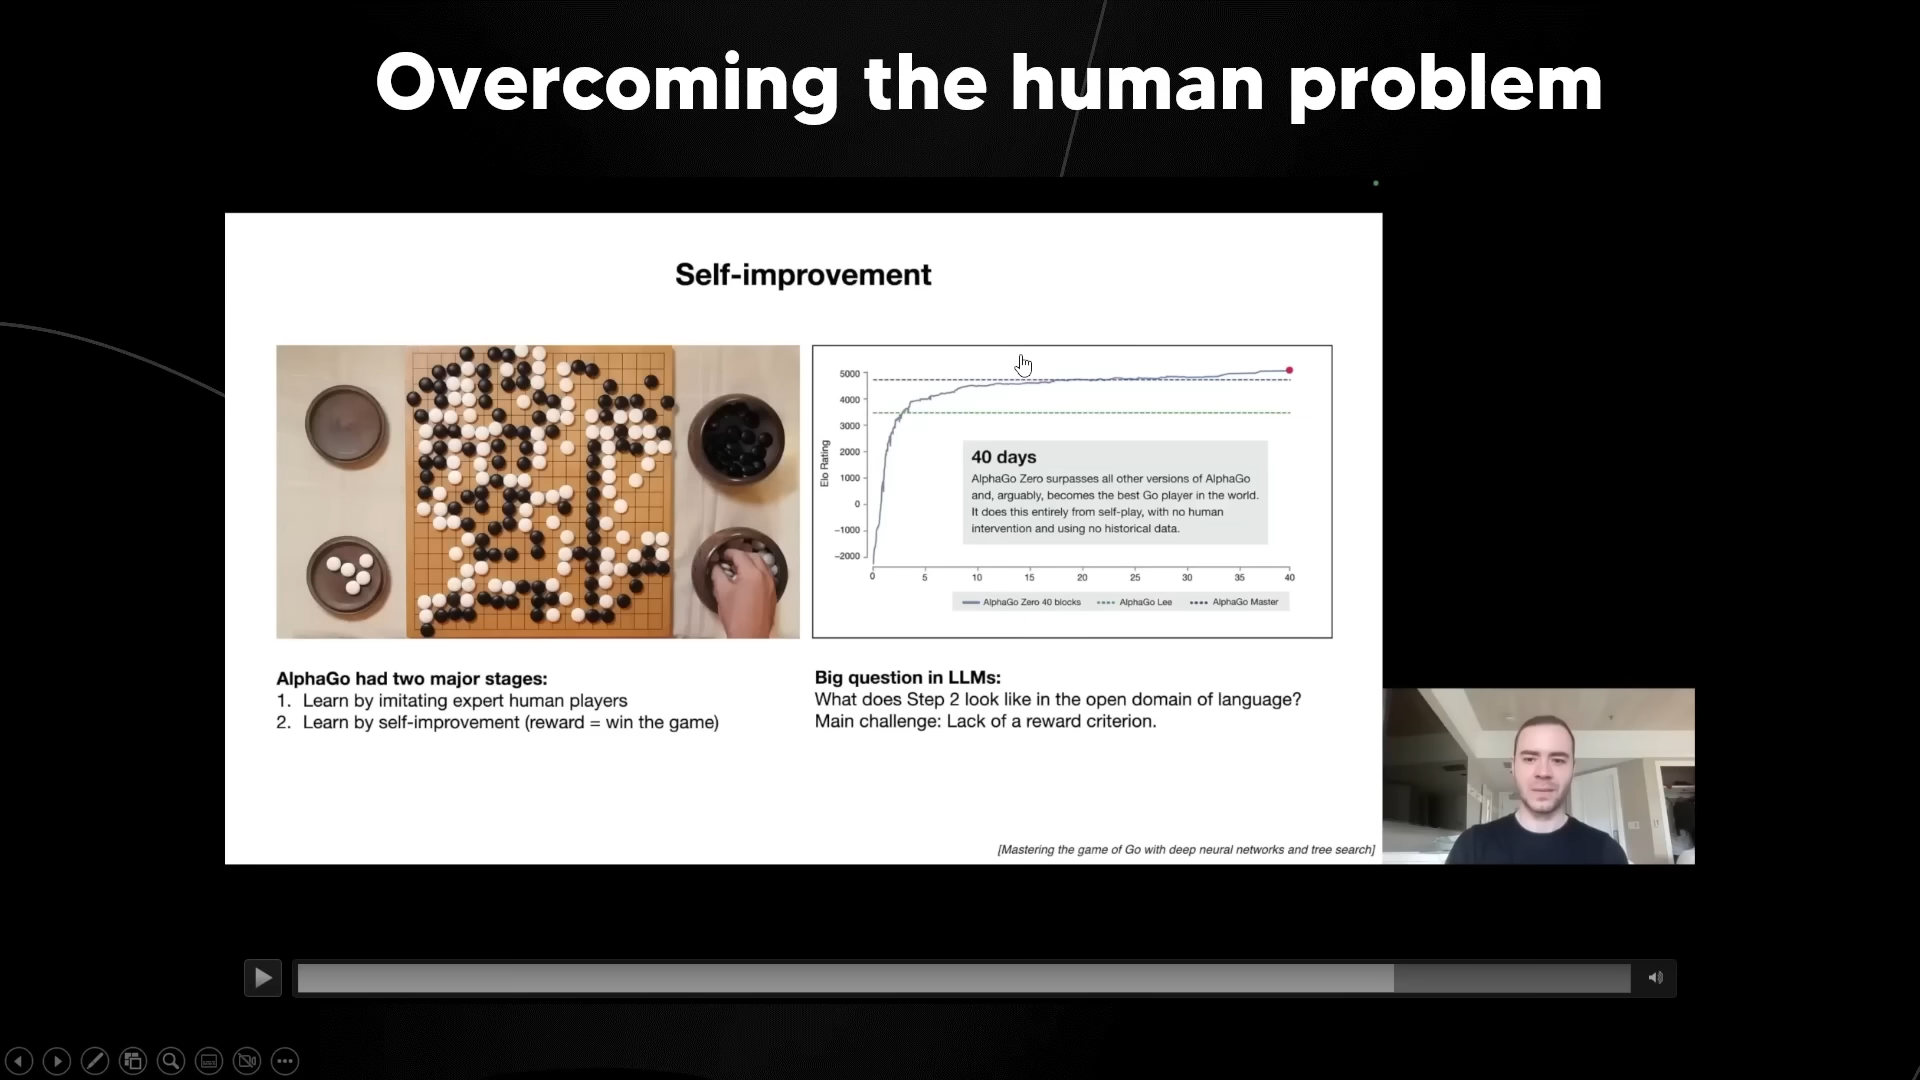 Overcoming the human problem
Self-improvement
5000
4000
3000
2000
1000
0
−1000
−2000
Elo Rating
40 days
AlphaGo Zero surpasses all other versions of AlphaGo
and, arguably, becomes the best Go player in the world.
It does this entirely from self-play, with no human
intervention and using no historical data.
0 5 10 15 20 25 30 35 40
AlphaGo Zero 40 blocks AlphaGo Lee AlphaGo Master
AlphaGo had two major stages:
1. Learn by imitating expert human players
2. Learn by self-improvement (reward = win the game)
Big question in LLMs:
What does Step 2 look like in the open domain of language?
Main challenge: Lack of a reward criterion.
[Mastering the game of Go with deep neural networks and tree search]